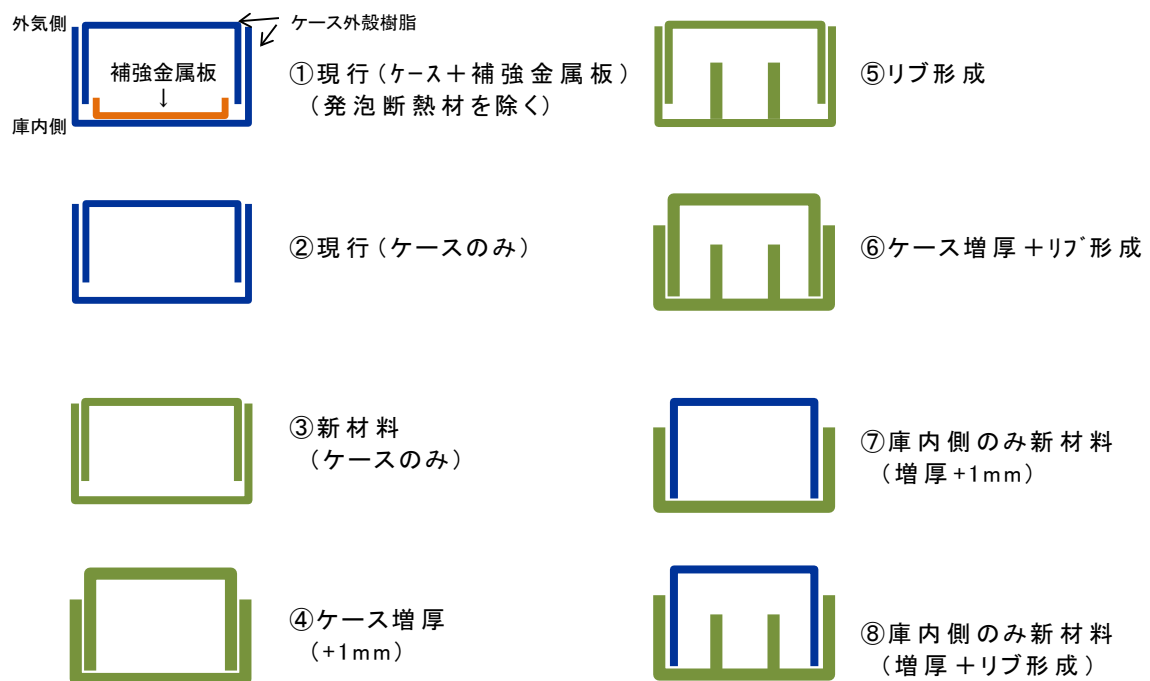 外気側
ケース外殻樹脂
補強金属板
↓
庫内側
①現行(ｹｰｽ+補強金属板)
(発泡断熱材を除く)
②現行(ケースのみ)
③新材料
(ケースのみ)
④ケース増厚
(+1mm)
⑤リブ形成
⑥ケース増厚+ﾘﾌﾞ形成
⑦庫内側のみ新材料
(増厚+1mm)
⑧庫内側のみ新材料
(増厚+リブ形成)